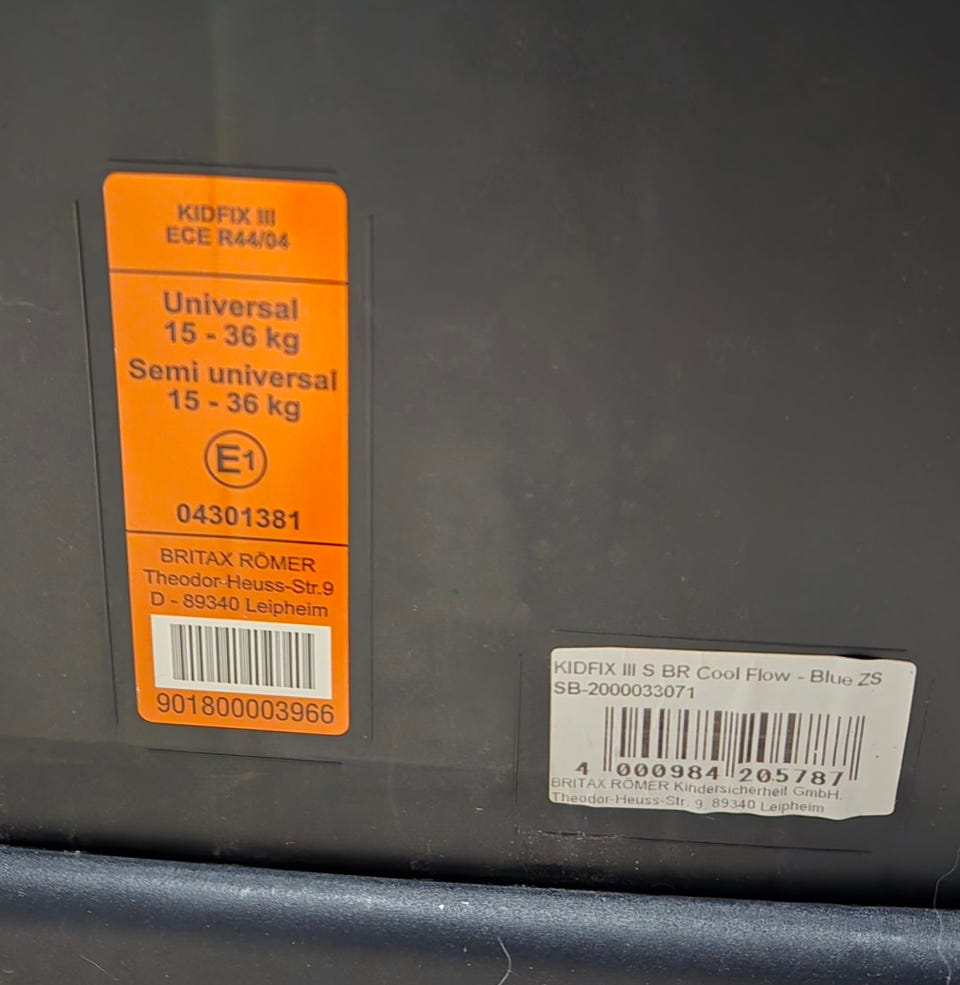 KIDFIX III
ECE R44/04
Universal
15 - 36 kg
Semi universal
15 - 36 kg
E1
04301381
BRITAX RÖMER
Theodor-Heuss-Str.9
D - 89340 Leipheim
901800003966
KIDFIX III S BR Cool Flow - Blue ZS
SB-2000033071
4 000984 205787
BRITAX RÖMER Kindersicherheit GmbH.
Theodor-Heuss-Str. 9, 89340 Leipheim